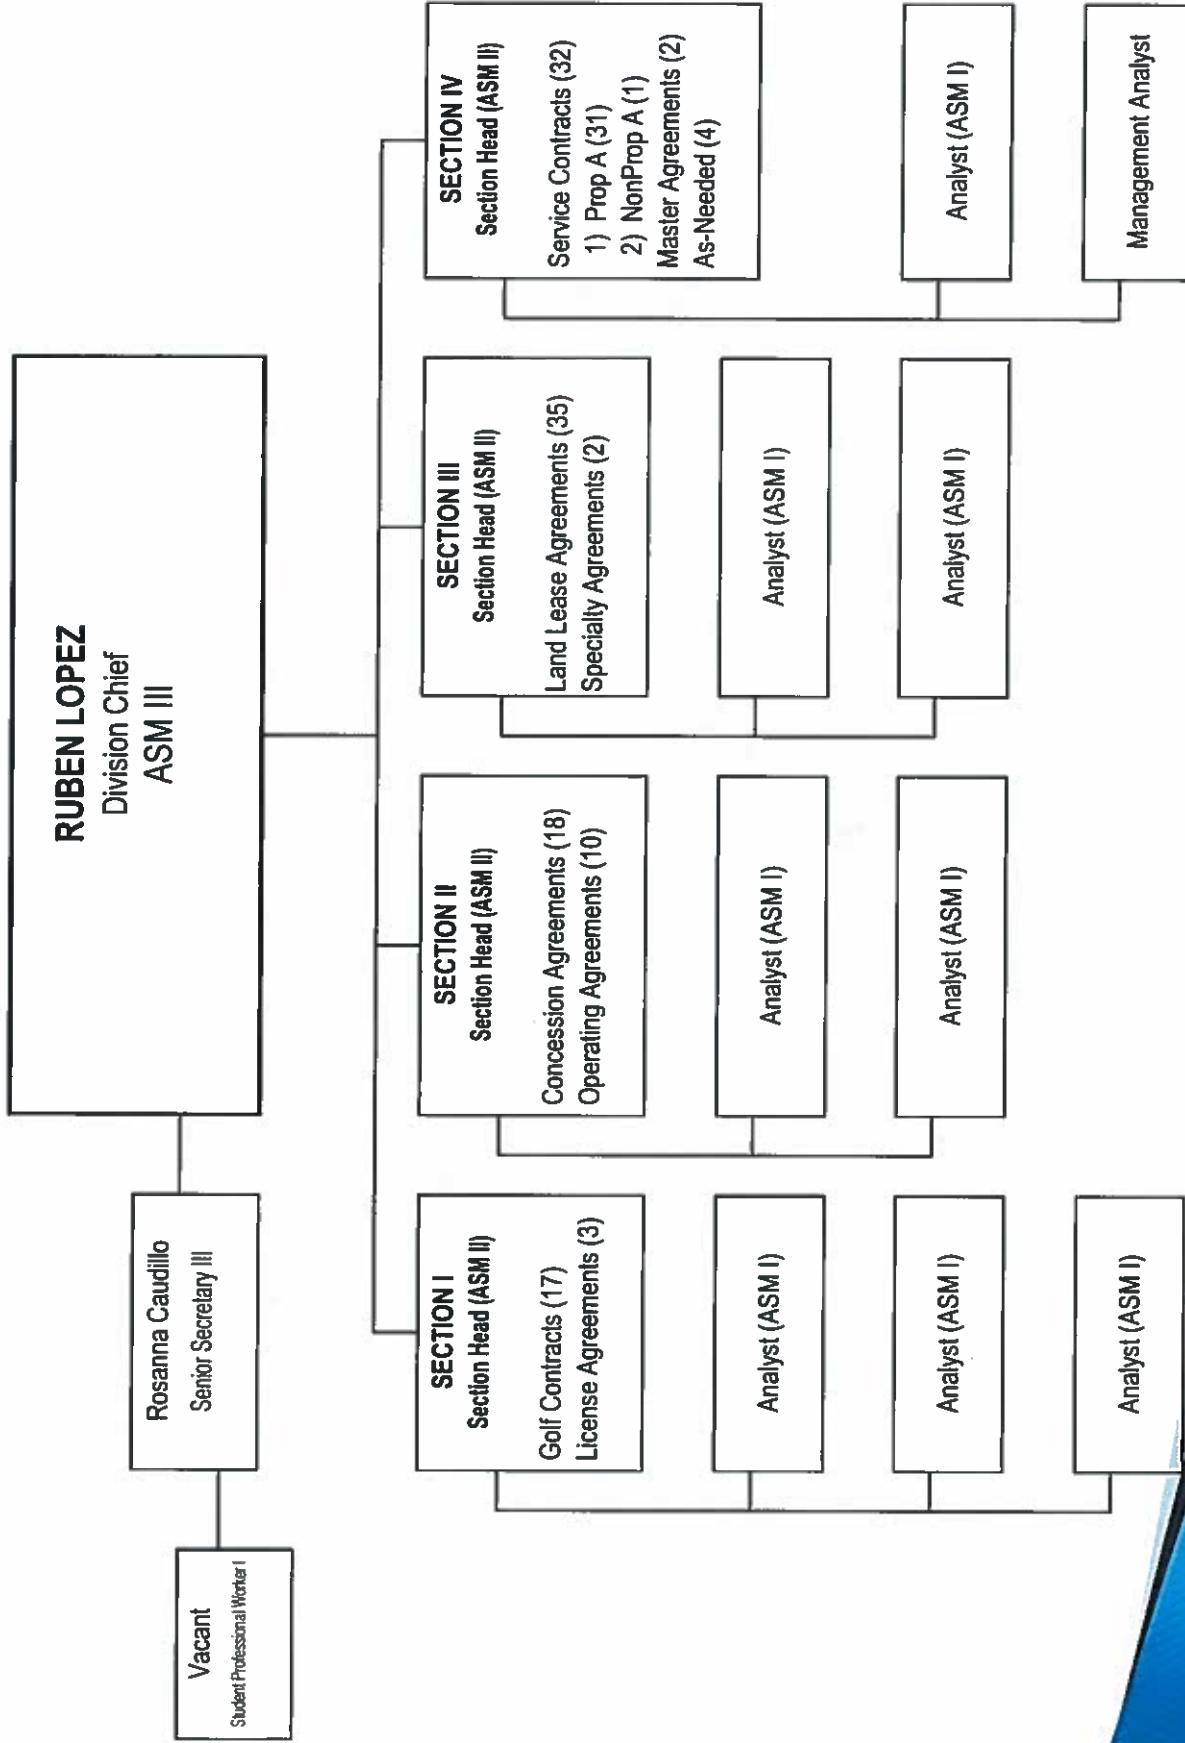 RUBEN LOPEZ
Division Chief
ASM III
Rosanna Caudillo
Senior Secretary III
Vacant
Student Professional Worker I
SECTION I
Section Head (ASM II)
Golf Contracts (17)
License Agreements (3)
Analyst (ASM I)
Analyst (ASM I)
Analyst (ASM I)
SECTION II
Section Head (ASM II)
Concession Agreements (18)
Operating Agreements (10)
Analyst (ASM I)
Analyst (ASM I)
SECTION III
Section Head (ASM II)
Land Lease Agreements (35)
Specialty Agreements (2)
Analyst (ASM I)
Analyst (ASM I)
SECTION IV
Section Head (ASM II)
Service Contracts (32)
1) Prop A (31)
2) NonProp A (1)
Master Agreements (2)
As-Needed (4)
Analyst (ASM I)
Management Analyst